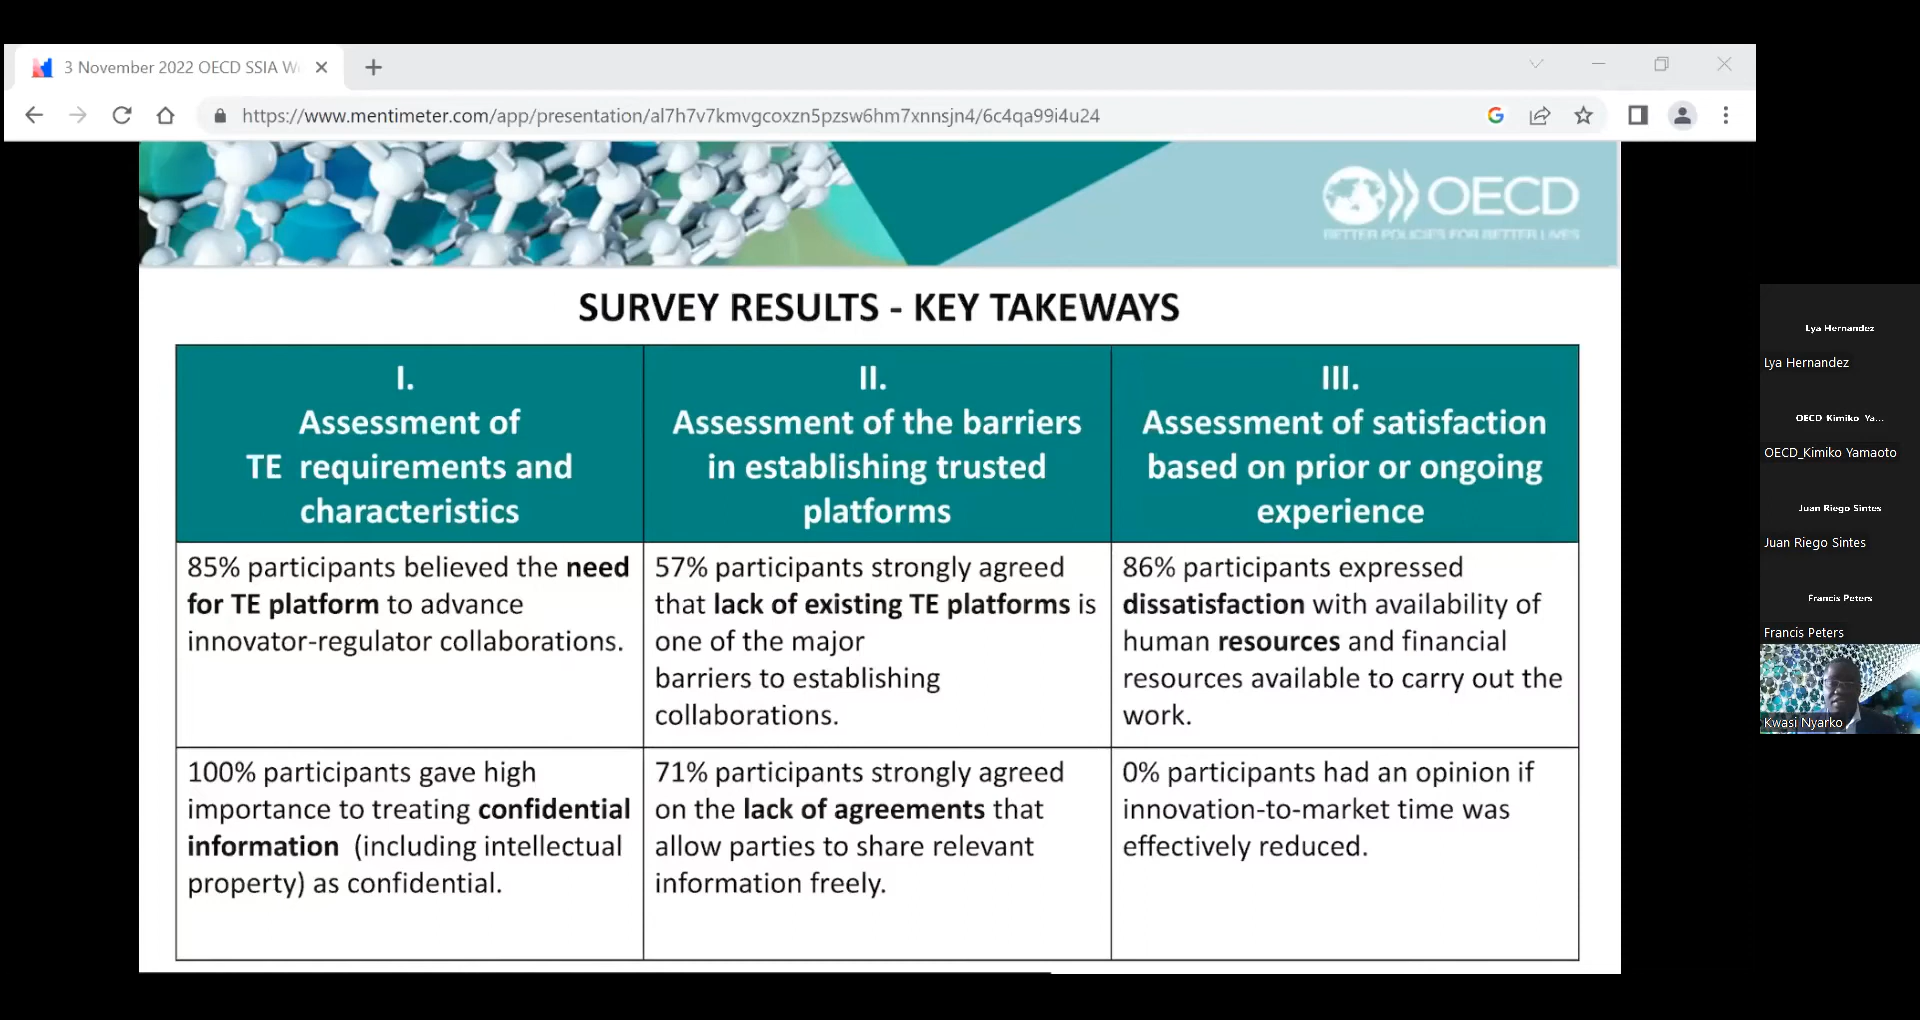 3 November 2022 OECD SSIA W
https://www.mentimeter.com/app/presentation/al7h7v7kmvgcoxzn5pzsw6hm7xnnsjn4/6c4qa99i4u24
OECD
BETTER POLICIES FOR BETTER LIVES
SURVEY RESULTS - KEY TAKEWAYS
I.
Assessment of
TE requirements and
characteristics
II.
Assessment of the barriers
in establishing trusted
platforms
III.
Assessment of satisfaction
based on prior or ongoing
experience
85% participants believed the need
for TE platform to advance
innovator-regulator collaborations.
57% participants strongly agreed
that lack of existing TE platforms is
one of the major
barriers to establishing
collaborations.
86% participants expressed
dissatisfaction with availability of
human resources and financial
resources available to carry out the
work.
100% participants gave high
importance to treating confidential
information (including intellectual
property) as confidential.
71% participants strongly agreed
on the lack of agreements that
allow parties to share relevant
information freely.
0% participants had an opinion if
innovation-to-market time was
effectively reduced.
Lya Hernandez
Lya Hernandez
OECD_Kimiko Ya...
OECD_Kimiko Yamaoto
Juan Riego Sintes
Juan Riego Sintes
Francis Peters
Francis Peters
Kwasi Nyarko